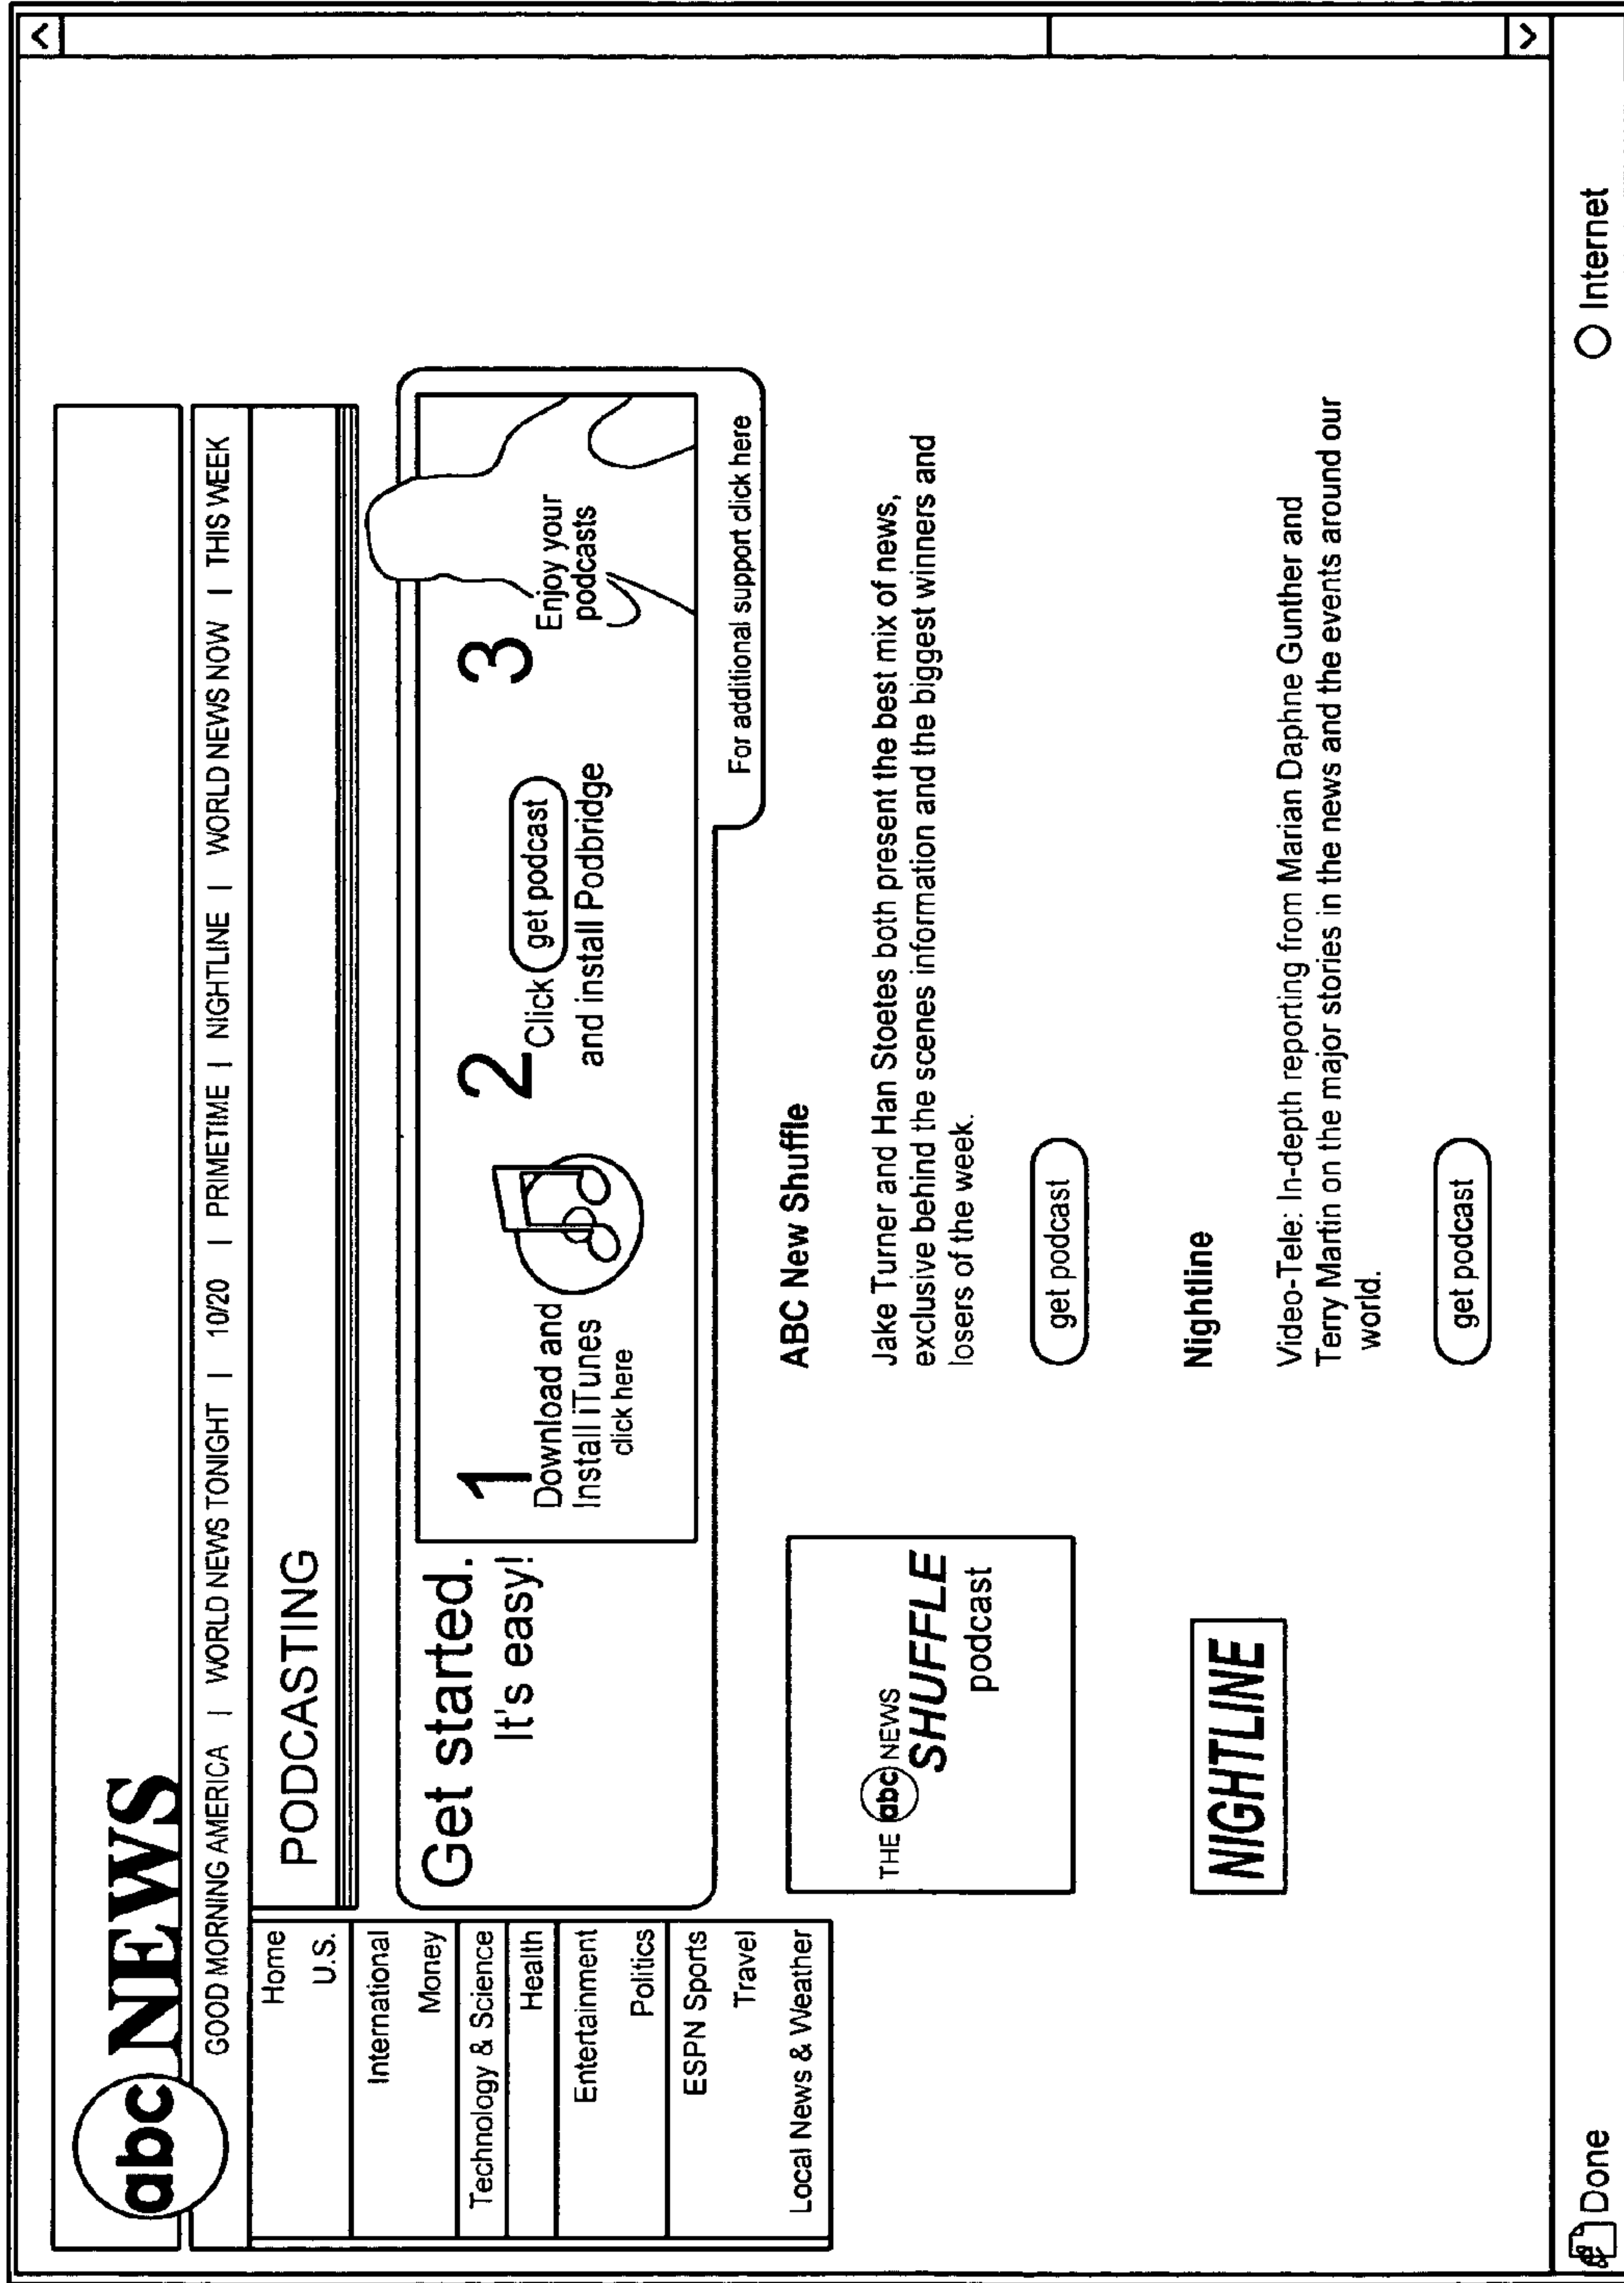 abc NEWS
GOOD MORNING AMERICA | WORLD NEWS TONIGHT | 10/20 | PRIMETIME | NIGHTLINE | WORLD NEWS NOW | THIS WEEK
Home
U.S.
International
Money
Technology & Science
Health
Entertainment
Politics
ESPN Sports
Travel
Local News & Weather
PODCASTING
Get started.
It's easy!
1
Download and
Install iTunes
click here
2
Click get podcast
and install Podbridge
3
Enjoy your
podcasts
For additional support click here
THE abc NEWS
SHUFFLE
podcast
ABC New Shuffle
Jake Turner and Han Stoetes both present the best mix of news,
exclusive behind the scenes information and the biggest winners and
losers of the week.
get podcast
NIGHTLINE
Nightline
Video-Tele: In-depth reporting from Marian Daphne Gunther and
Terry Martin on the major stories in the news and the events around our
world.
get podcast
Done
Internet